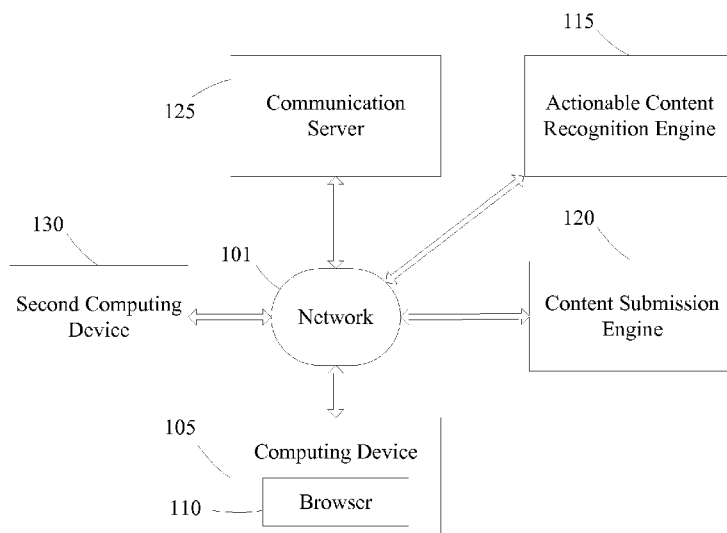 115
125
Communication
Server
Actionable Content
Recognition Engine
130
101
120
Second Computing
Device
Network
Content Submission
Engine
105
Computing Device
110
Browser